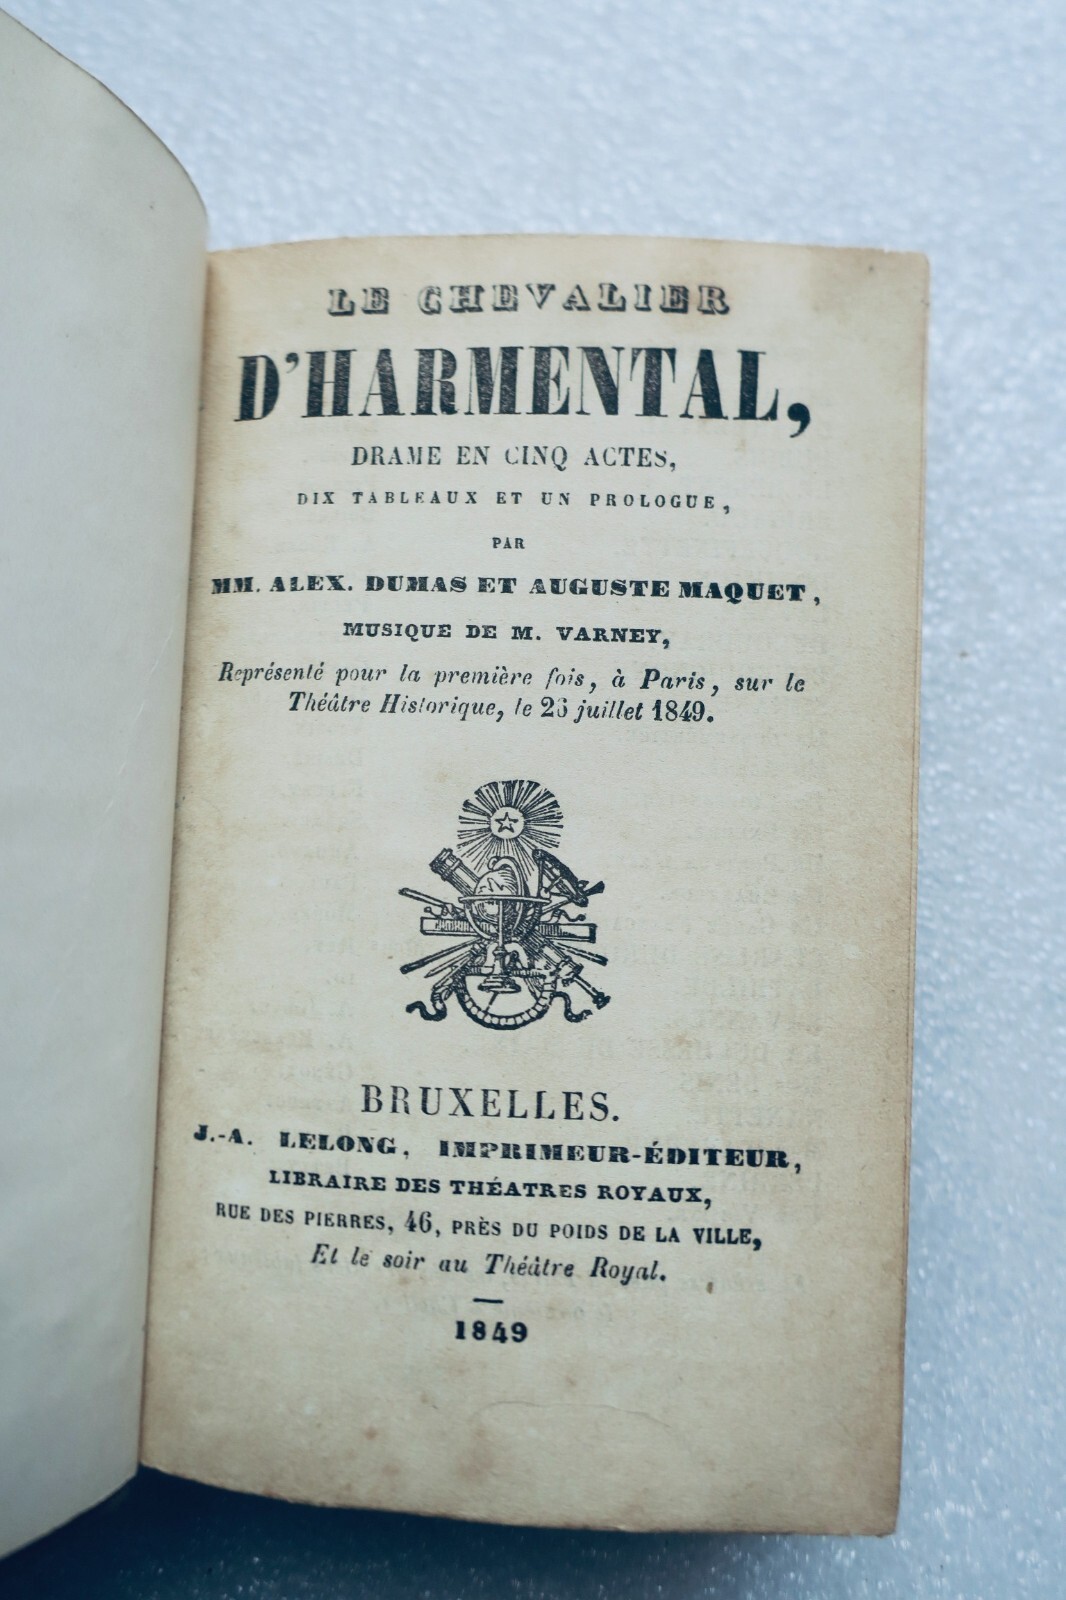 LE CHEVALIER
D'HARMENTAL,
DRAME EN CINQ ACTES,
DIX TABLEAUX ET UN PROLOGUE,
PAR
MM. ALEX. DUMAS ET AUGUSTE MAQUET,
MUSIQUE DE M. VARNEY,
Représenté pour la première fois, à Paris, sur le
Théâtre Historique, le 26 juillet 1849.
BRUXELLES.
J.-A. LELONG, IMPRIMEUR-ÉDITEUR,
LIBRAIRE DES THÉATRES ROYAUX,
RUE DES PIERRES, 46, PRÈS DU POIDS DE LA VILLE,
Et le soir au Théâtre Royal.
1849